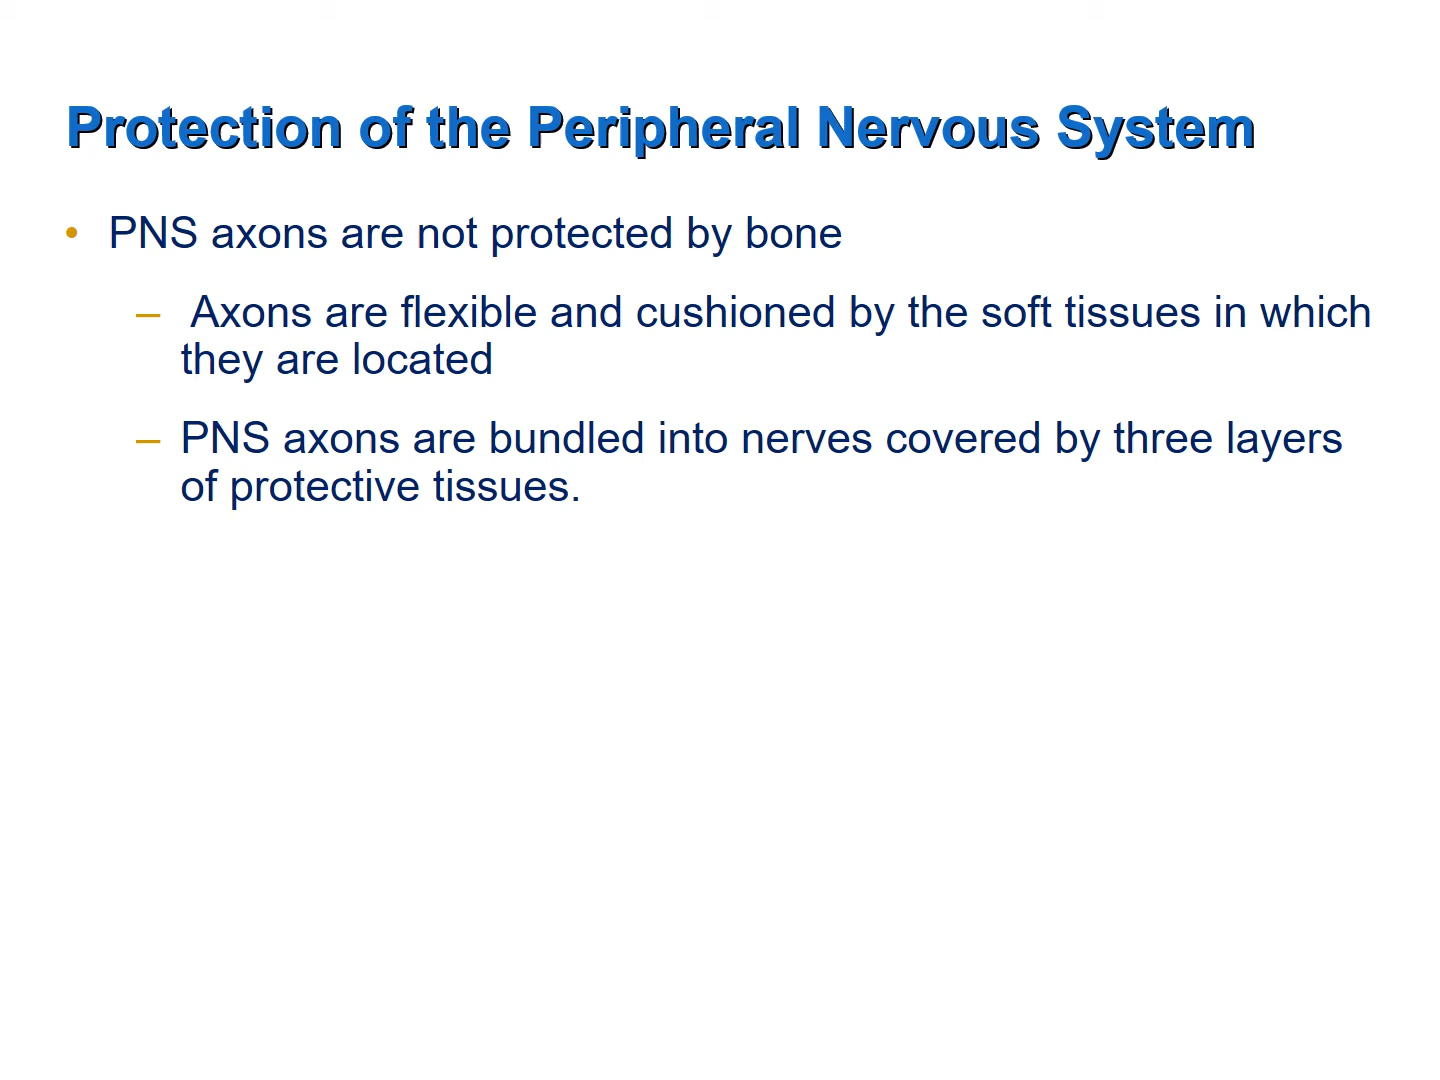 Protection of the Peripheral Nervous System
• PNS axons are not protected by bone
– Axons are flexible and cushioned by the soft tissues in which
they are located
– PNS axons are bundled into nerves covered by three layers
of protective tissues.